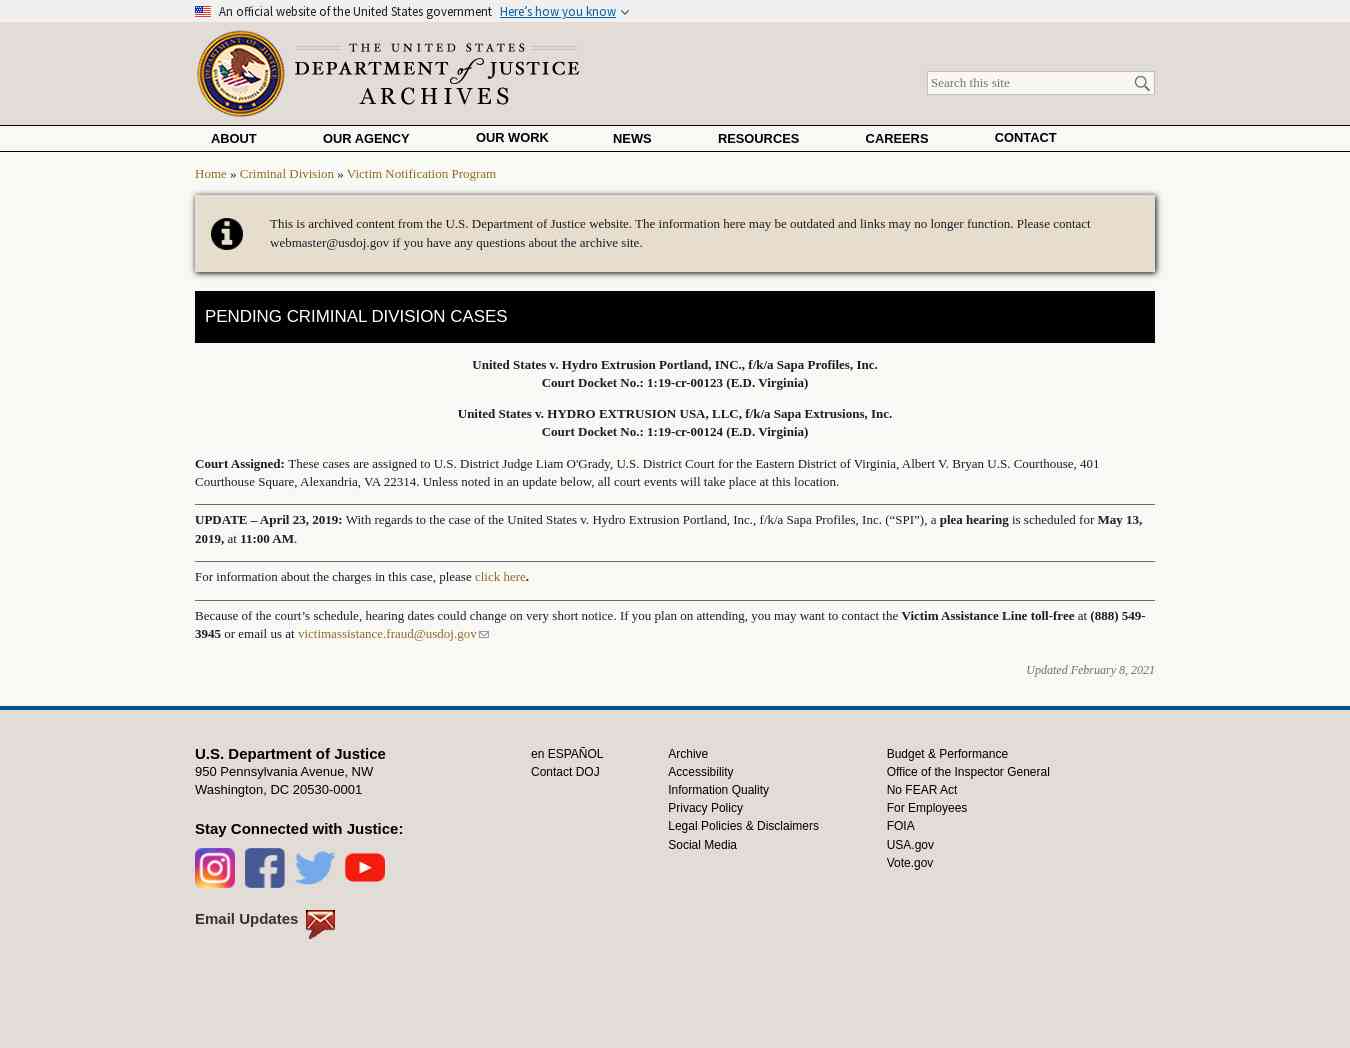 An official website of the United States government Here's how you know
THE UNITED STATES
DEPARTMENT of JUSTICE
ARCHIVES
Search this site
ABOUT OUR AGENCY OUR WORK NEWS RESOURCES CAREERS CONTACT
Home » Criminal Division » Victim Notification Program
This is archived content from the U.S. Department of Justice website. The information here may be outdated and links may no longer function. Please contact
webmaster@usdoj.gov if you have any questions about the archive site.
PENDING CRIMINAL DIVISION CASES
United States v. Hydro Extrusion Portland, INC., f/k/a Sapa Profiles, Inc.
Court Docket No.: 1:19-cr-00123 (E.D. Virginia)
United States v. HYDRO EXTRUSION USA, LLC, f/k/a Sapa Extrusions, Inc.
Court Docket No.: 1:19-cr-00124 (E.D. Virginia)
Court Assigned: These cases are assigned to U.S. District Judge Liam O'Grady, U.S. District Court for the Eastern District of Virginia, Albert V. Bryan U.S. Courthouse, 401
Courthouse Square, Alexandria, VA 22314. Unless noted in an update below, all court events will take place at this location.
UPDATE – April 23, 2019: With regards to the case of the United States v. Hydro Extrusion Portland, Inc., f/k/a Sapa Profiles, Inc. (“SPI”), a plea hearing is scheduled for May 13,
2019, at 11:00 AM.
For information about the charges in this case, please click here.
Because of the court’s schedule, hearing dates could change on very short notice. If you plan on attending, you may want to contact the Victim Assistance Line toll-free at (888) 549-
3945 or email us at victimassistance.fraud@usdoj.gov
Updated February 8, 2021
U.S. Department of Justice
950 Pennsylvania Avenue, NW
Washington, DC 20530-0001
Stay Connected with Justice:
Email Updates
en ESPAÑOL
Contact DOJ
Archive
Accessibility
Information Quality
Privacy Policy
Legal Policies & Disclaimers
Social Media
Budget & Performance
Office of the Inspector General
No FEAR Act
For Employees
FOIA
USA.gov
Vote.gov